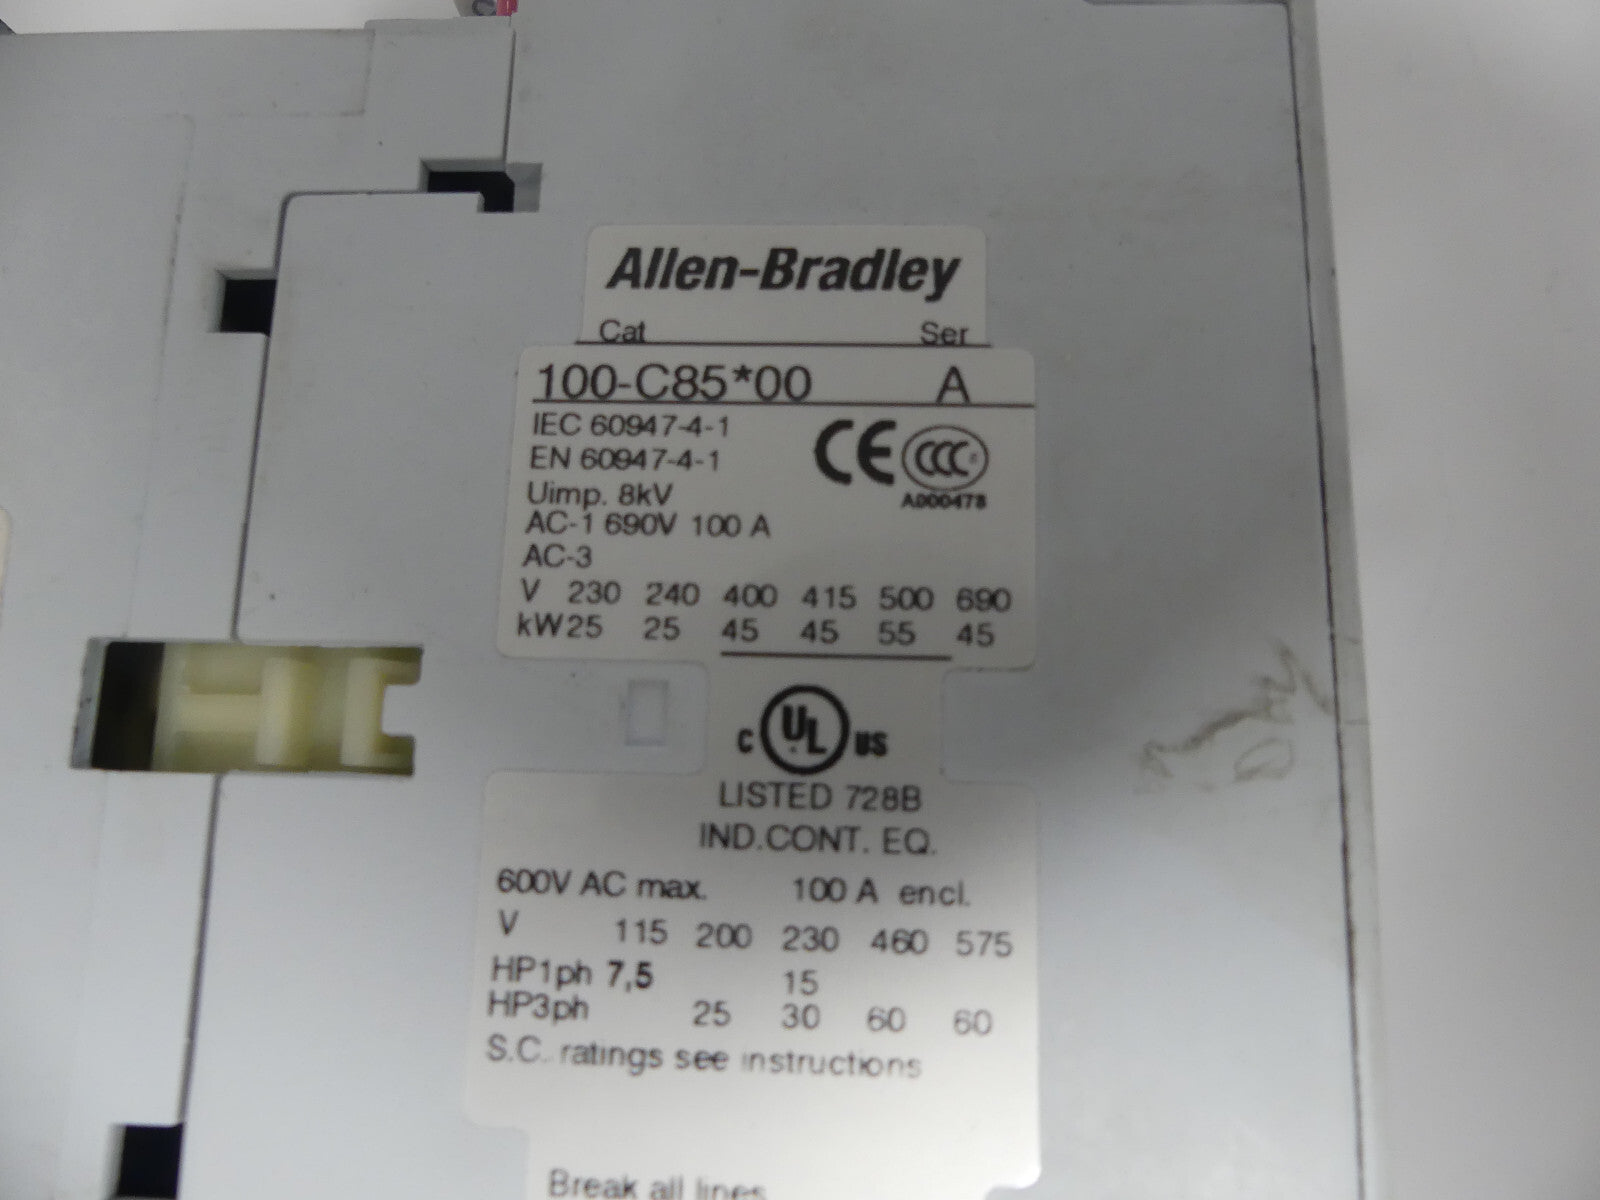 Allen-Bradley
Cat Ser
100-C85*00 A
IEC 60947-4-1
EN 60947-4-1
CE CCC
Uimp. 8kV
A000478
AC-1 690V 100 A
AC-3
V 230 240 400 415 500 690
kW 25 25 45 45 55 45
C UL US
LISTED 728B
IND.CONT. EQ.
600V AC max. 100 A encl.
V 115 200 230 460 575
HP1ph 7,5 15
HP3ph 25 30 60 60
S.C. ratings see instructions
Break all lines